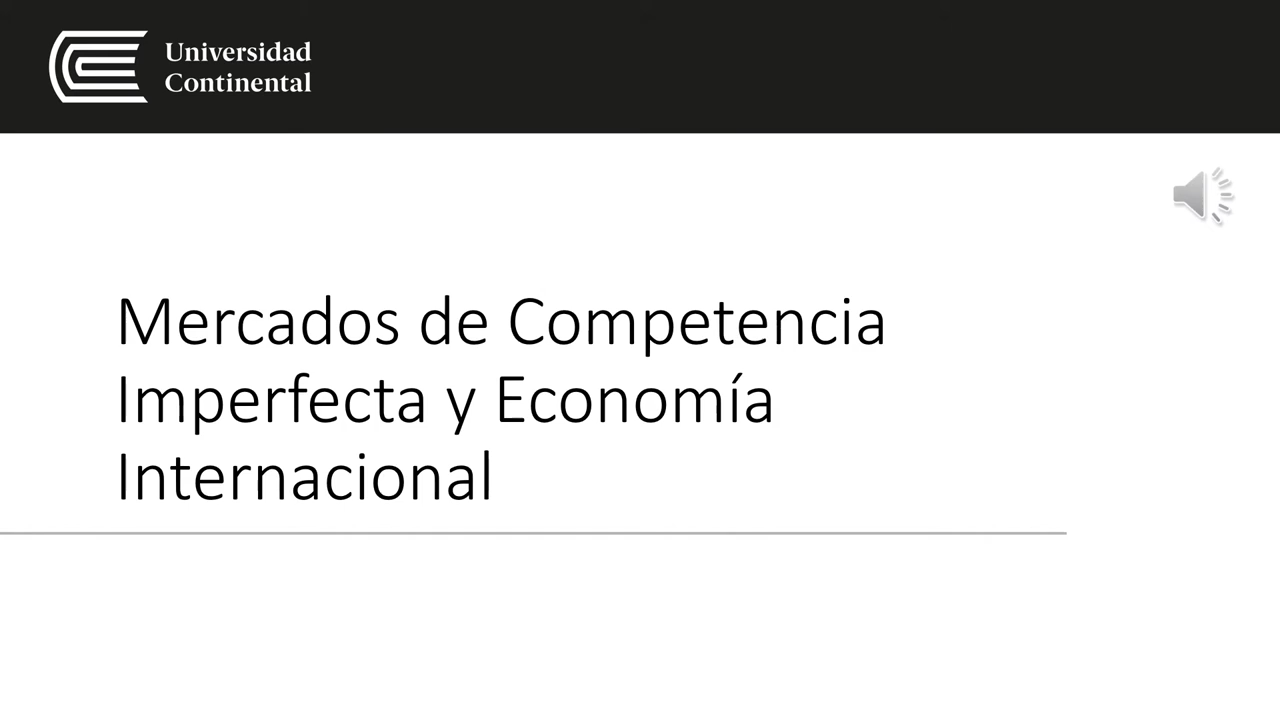 Universidad
Continental
Mercados de Competencia
Imperfecta y Economía
Internacional